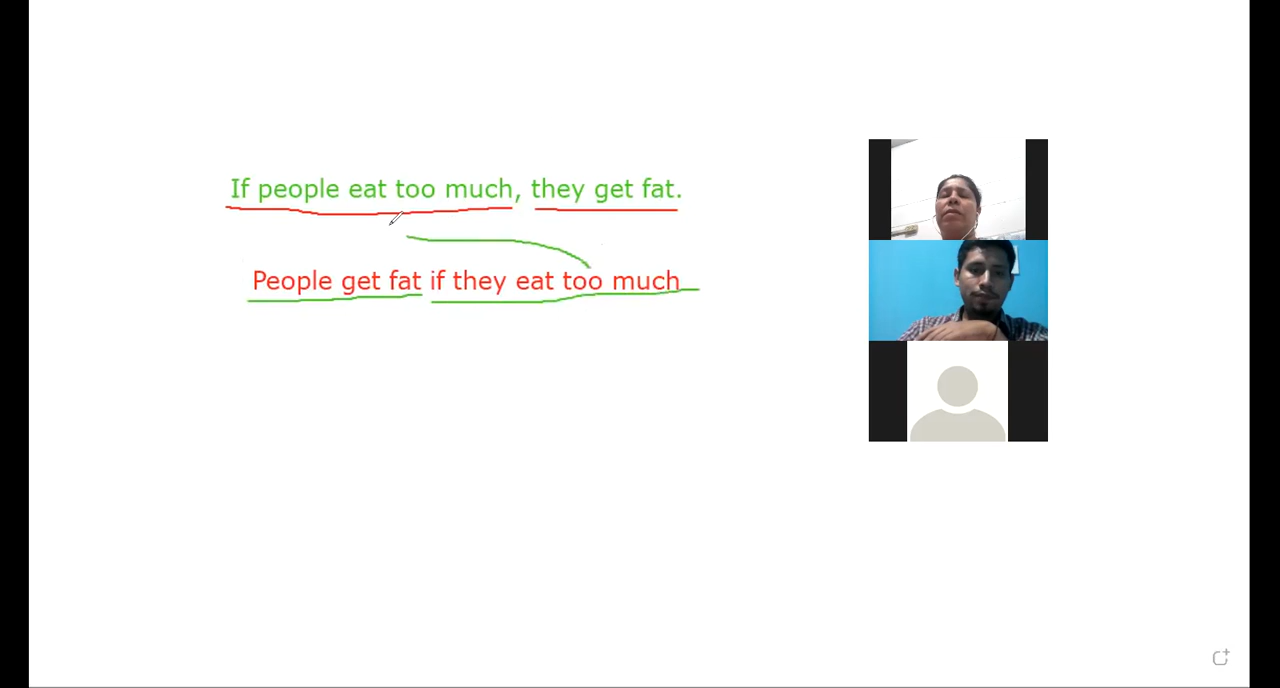 If people eat too much, they get fat.
People get fat if they eat too much